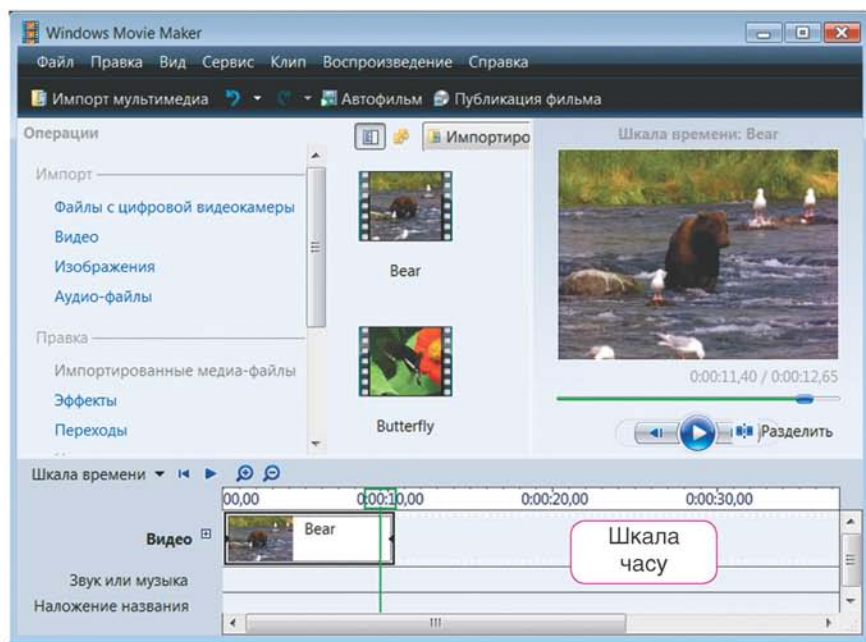 Windows Movie Maker
Файл Правка Вид Сервис Клип Воспроизведение Справка
Импорт мультимедиа Автофильм Публикация фильма
Операции
Импорт
Файлы с цифровой видеокамеры
Видео
Изображения
Аудио-файлы
Правка
Импортированные медиа-файлы
Эффекты
Переходы
Импортиро
Bear
Butterfly
Шкала времени: Bear
0:00:11,40 / 0:00:12,65
Разделить
Шкала времени
00,00 0:00:10,00 0:00:20,00 0:00:30,00
Видео
Bear
Шкала
часу
Звук или музыка
Наложение названия